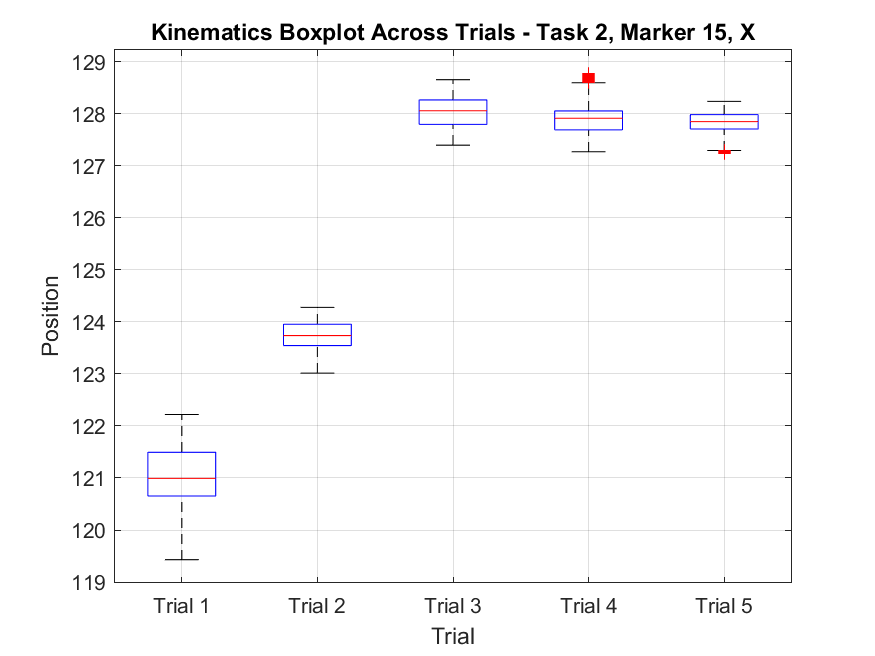 Kinematics Boxplot Across Trials - Task 2, Marker 15, X
129
128
127
126
125
124
123
122
121
120
119
Position
Trial 1
Trial 2
Trial 3
Trial 4
Trial 5
Trial